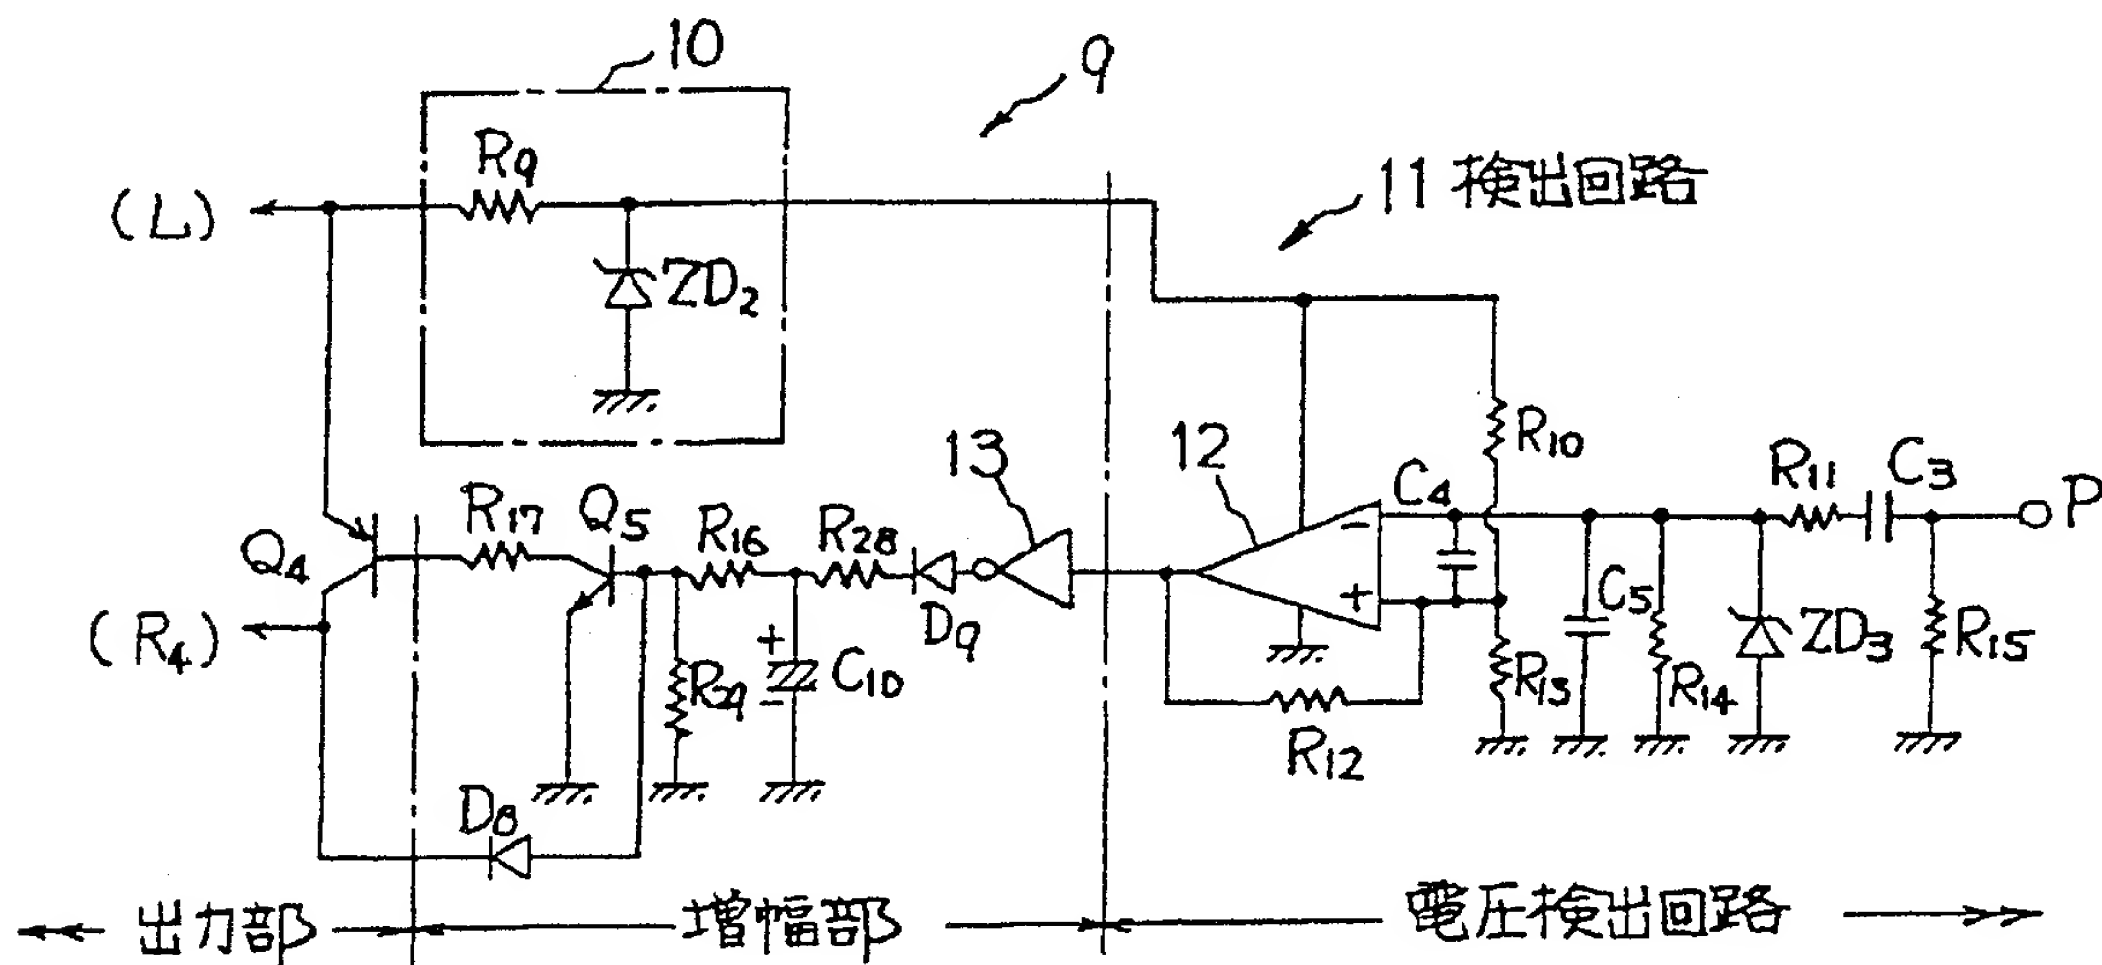 10
9
R9
11 検出回路
(L)
ZD2
R10
13
12
C4
R11
C3
P
R17
Q5
R16
R28
Q4
−
+
D9
C5
ZD3
R15
(R4)
+
C10
−
R29
R13
R14
R12
D8
出力部
増幅部
電圧検出回路